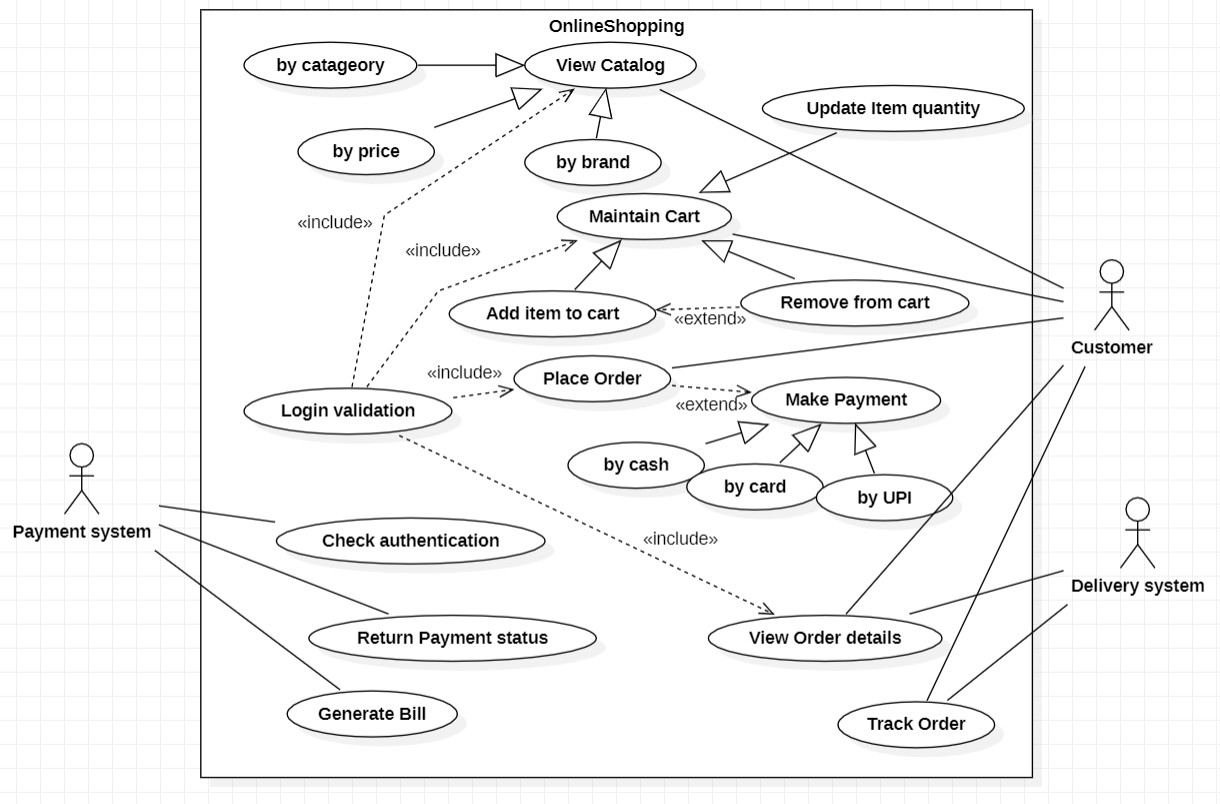 OnlineShopping
by catageory
View Catalog
Update Item quantity
by price
by brand
Maintain Cart
«include»
«include»
Add item to cart
Remove from cart
«extend»
Customer
«include»
Place Order
Make Payment
«extend»
Login validation
by cash
by card
by UPI
Payment system
Check authentication
«include»
Delivery system
Return Payment status
View Order details
Generate Bill
Track Order